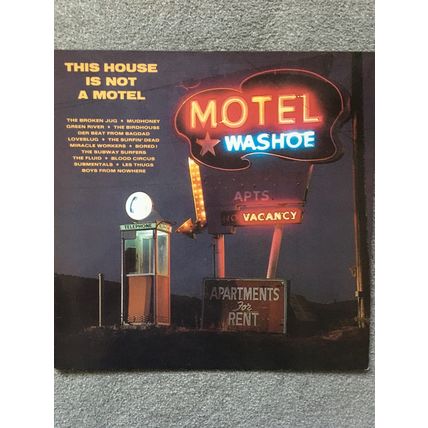 THIS HOUSE
IS NOT
A MOTEL
THE BROKEN JUG ♦ MUDHONEY
GREEN RIVER ♦ THE BIRDHOUSE
DER BEAT FROM BAGDAD
LOVESLUG ♦ THE SURFIN' DEAD
MIRACLE WORKERS ♦ BORED!
THE SUBWAY SURFERS
THE FLUID ♦ BLOOD CIRCUS
SUBMENTALS ♦ LES THUGS
BOYS FROM NOWHERE
MOTEL
WASHOE
APTS.
NO VACANCY
TELEPHONE
APARTMENTS
For
RENT